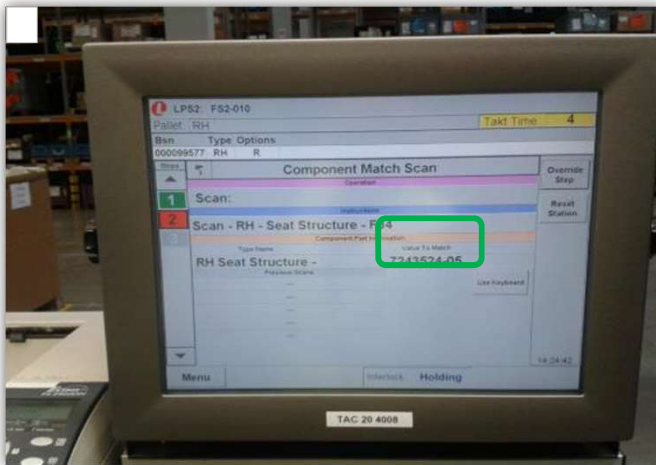 LPS2: FS2-010
Pallet: RH
Takt Time 4
Bsn Type Options
000099577 RH R
Steps
Component Match Scan
Override Step
Operation
1 Scan:
Reset Station
Instructions
2 Scan - RH - Seat Structure -
3 Component Part Information
Type Name Value To Match
RH Seat Structure - 7243524-05
Previous Scans
Use Keyboard
14:24:42
Menu Interlock Holding
TAC 20 4008